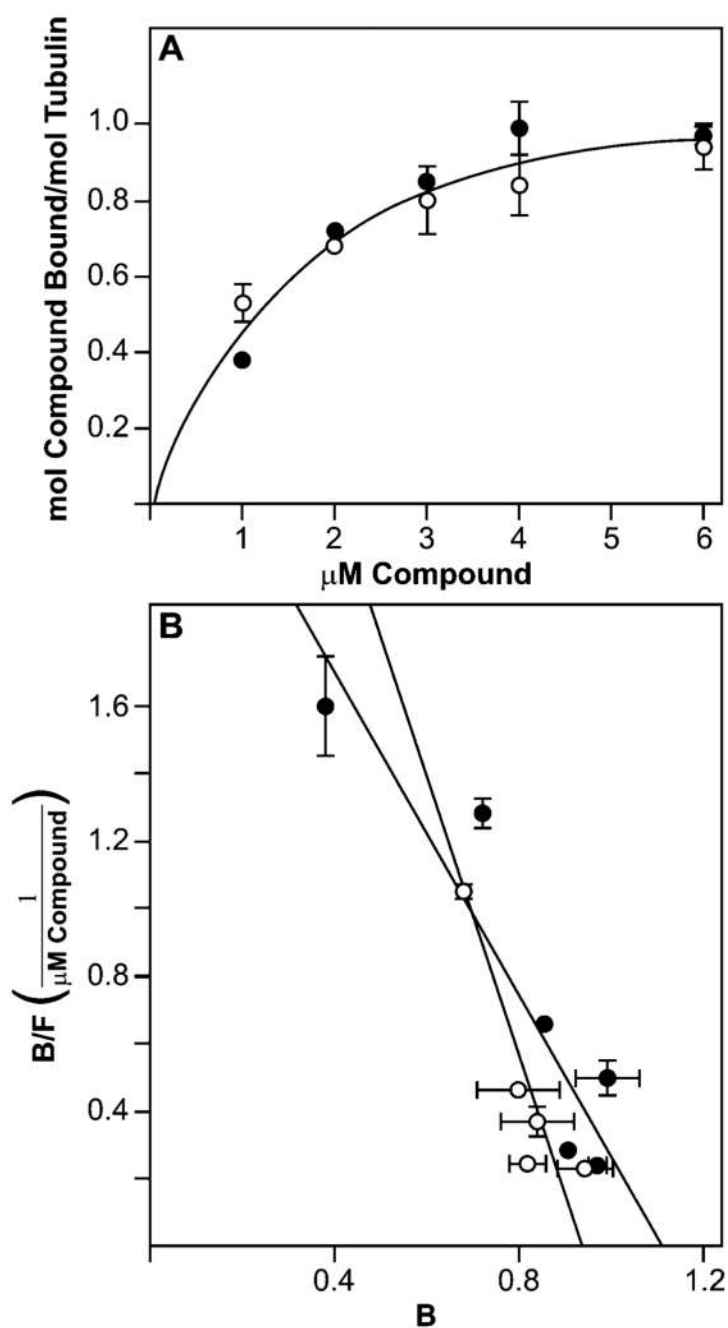 A
mol Compound Bound/mol Tubulin
1.0
0.8
0.6
0.4
0.2
1 2 3 4 5 6
μM Compound
B
B/F (1/μM Compound)
1.6
1.2
0.8
0.4
0.4 0.8 1.2
B